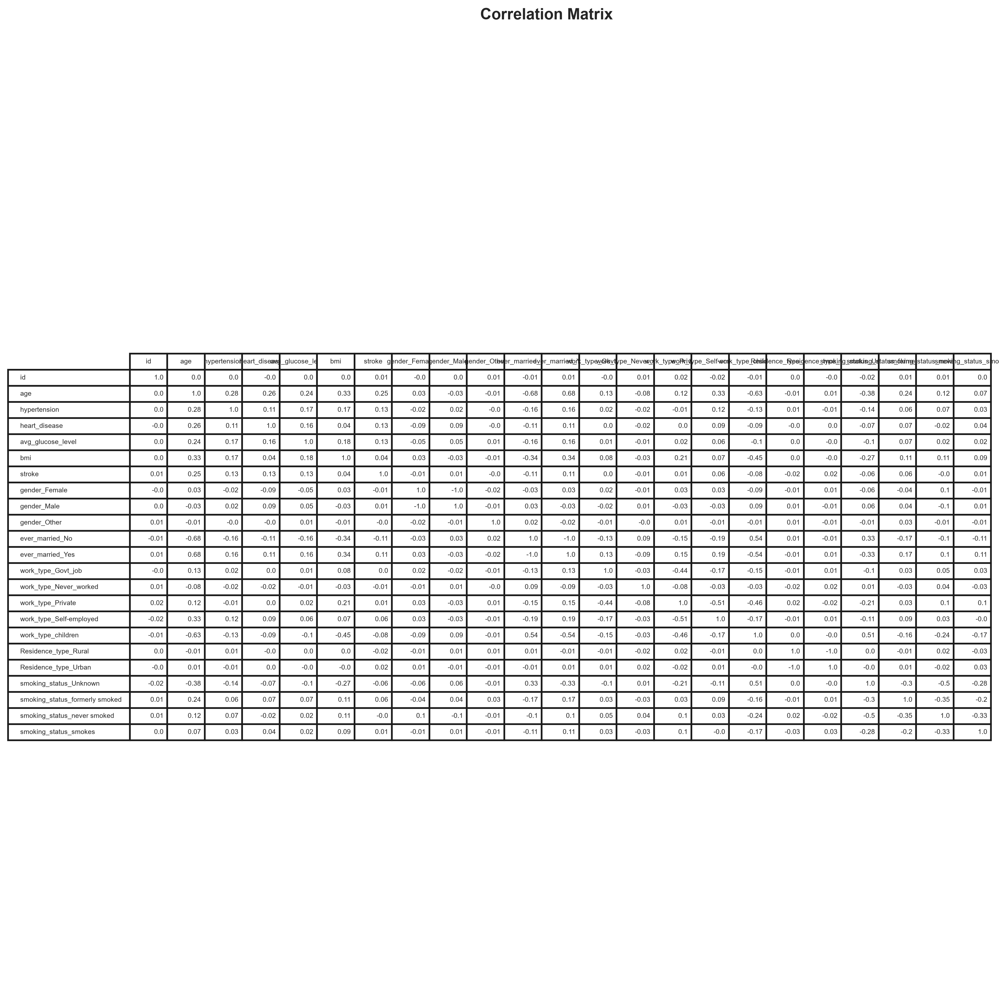 Correlation Matrix
id age hypertension heart_disease avg_glucose_le bmi stroke gender_Fema gender_Male gender_Othe ever_married_ ever_married_Y work_type_Govt_ work_type_Never work_type_Priv work_type_Self-em work_type_child Residence_type_ Residence_type_ smoking_status_Un smoking_status_forme smoking_status_neve smoking_status_smo
id 1.0 0.0 0.0 -0.0 0.0 0.0 0.01 -0.0 0.0 0.01 -0.01 0.01 -0.0 0.01 0.02 -0.02 -0.01 0.0 -0.0 -0.02 0.01 0.01 0.0
age 0.0 1.0 0.28 0.26 0.24 0.33 0.25 0.03 -0.03 -0.01 -0.68 0.68 0.13 -0.08 0.12 0.33 -0.63 -0.01 0.01 -0.38 0.24 0.12 0.07
hypertension 0.0 0.28 1.0 0.11 0.17 0.17 0.13 -0.02 0.02 -0.0 -0.16 0.16 0.02 -0.02 -0.01 0.12 -0.13 0.01 -0.01 -0.14 0.06 0.07 0.03
heart_disease -0.0 0.26 0.11 1.0 0.16 0.04 0.13 -0.09 0.09 -0.0 -0.11 0.11 0.0 -0.02 0.0 0.09 -0.09 -0.0 0.0 -0.07 0.07 -0.02 0.04
avg_glucose_level 0.0 0.24 0.17 0.16 1.0 0.18 0.13 -0.05 0.05 0.01 -0.16 0.16 0.01 -0.01 0.02 0.06 -0.1 0.0 -0.0 -0.1 0.07 0.02 0.02
bmi 0.0 0.33 0.17 0.04 0.18 1.0 0.04 0.03 -0.03 -0.01 -0.34 0.34 0.08 -0.03 0.21 0.07 -0.45 0.0 -0.0 -0.27 0.11 0.11 0.09
stroke 0.01 0.25 0.13 0.13 0.13 0.04 1.0 -0.01 0.01 -0.0 -0.11 0.11 0.0 -0.01 0.01 0.06 -0.08 -0.02 0.02 -0.06 0.06 -0.0 0.01
gender_Female -0.0 0.03 -0.02 -0.09 -0.05 0.03 -0.01 1.0 -1.0 -0.02 -0.03 0.03 0.02 -0.01 0.03 0.03 -0.09 -0.01 0.01 -0.06 -0.04 0.1 -0.01
gender_Male 0.0 -0.03 0.02 0.09 0.05 -0.03 0.01 -1.0 1.0 -0.01 0.03 -0.03 -0.02 0.01 -0.03 -0.03 0.09 0.01 -0.01 0.06 0.04 -0.1 0.01
gender_Other 0.01 -0.01 -0.0 -0.0 0.01 -0.01 -0.0 -0.02 -0.01 1.0 0.02 -0.02 -0.01 -0.0 0.01 -0.01 -0.01 0.01 -0.01 -0.01 0.03 -0.01 -0.01
ever_married_No -0.01 -0.68 -0.16 -0.11 -0.16 -0.34 -0.11 -0.03 0.03 0.02 1.0 -1.0 -0.13 0.09 -0.15 -0.19 0.54 0.01 -0.01 0.33 -0.17 -0.1 -0.11
ever_married_Yes 0.01 0.68 0.16 0.11 0.16 0.34 0.11 0.03 -0.03 -0.02 -1.0 1.0 0.13 -0.09 0.15 0.19 -0.54 -0.01 0.01 -0.33 0.17 0.1 0.11
work_type_Govt_job -0.0 0.13 0.02 0.0 0.01 0.08 0.0 0.02 -0.02 -0.01 -0.13 0.13 1.0 -0.03 -0.44 -0.17 -0.15 -0.01 0.01 -0.1 0.03 0.05 0.03
work_type_Never_worked 0.01 -0.08 -0.02 -0.02 -0.01 -0.03 -0.01 -0.01 0.01 -0.0 0.09 -0.09 -0.03 1.0 -0.08 -0.03 -0.03 -0.02 0.02 0.01 -0.03 0.04 -0.03
work_type_Private 0.02 0.12 -0.01 0.0 0.02 0.21 0.01 0.03 -0.03 0.01 -0.15 0.15 -0.44 -0.08 1.0 -0.51 -0.46 0.02 -0.02 -0.21 0.03 0.1 0.1
work_type_Self-employed -0.02 0.33 0.12 0.09 0.06 0.07 0.06 0.03 -0.03 -0.01 -0.19 0.19 -0.17 -0.03 -0.51 1.0 -0.17 -0.01 0.01 -0.11 0.09 0.03 -0.0
work_type_children -0.01 -0.63 -0.13 -0.09 -0.1 -0.45 -0.08 -0.09 0.09 -0.01 0.54 -0.54 -0.15 -0.03 -0.46 -0.17 1.0 0.0 -0.0 0.51 -0.16 -0.24 -0.17
Residence_type_Rural 0.0 -0.01 0.01 -0.0 0.0 0.0 -0.02 -0.01 0.01 0.01 0.01 -0.01 -0.01 -0.02 0.02 -0.01 0.0 1.0 -1.0 0.0 -0.01 0.02 -0.03
Residence_type_Urban -0.0 0.01 -0.01 0.0 -0.0 -0.0 0.02 0.01 -0.01 -0.01 -0.01 0.01 0.01 0.02 -0.02 0.01 -0.0 -1.0 1.0 -0.0 0.01 -0.02 0.03
smoking_status_Unknown -0.02 -0.38 -0.14 -0.07 -0.1 -0.27 -0.06 -0.06 0.06 -0.01 0.33 -0.33 -0.1 0.01 -0.21 -0.11 0.51 0.0 -0.0 1.0 -0.3 -0.5 -0.28
smoking_status_formerly smoked 0.01 0.24 0.06 0.07 0.07 0.11 0.06 -0.04 0.04 0.03 -0.17 0.17 0.03 -0.03 0.03 0.09 -0.16 -0.01 0.01 -0.3 1.0 -0.35 -0.2
smoking_status_never smoked 0.01 0.12 0.07 -0.02 0.02 0.11 -0.0 0.1 -0.1 -0.01 -0.1 0.1 0.05 0.04 0.1 0.03 -0.24 0.02 -0.02 -0.5 -0.35 1.0 -0.33
smoking_status_smokes 0.0 0.07 0.03 0.04 0.02 0.09 0.01 -0.01 0.01 -0.01 -0.11 0.11 0.03 -0.03 0.1 -0.0 -0.17 -0.03 0.03 -0.28 -0.2 -0.33 1.0